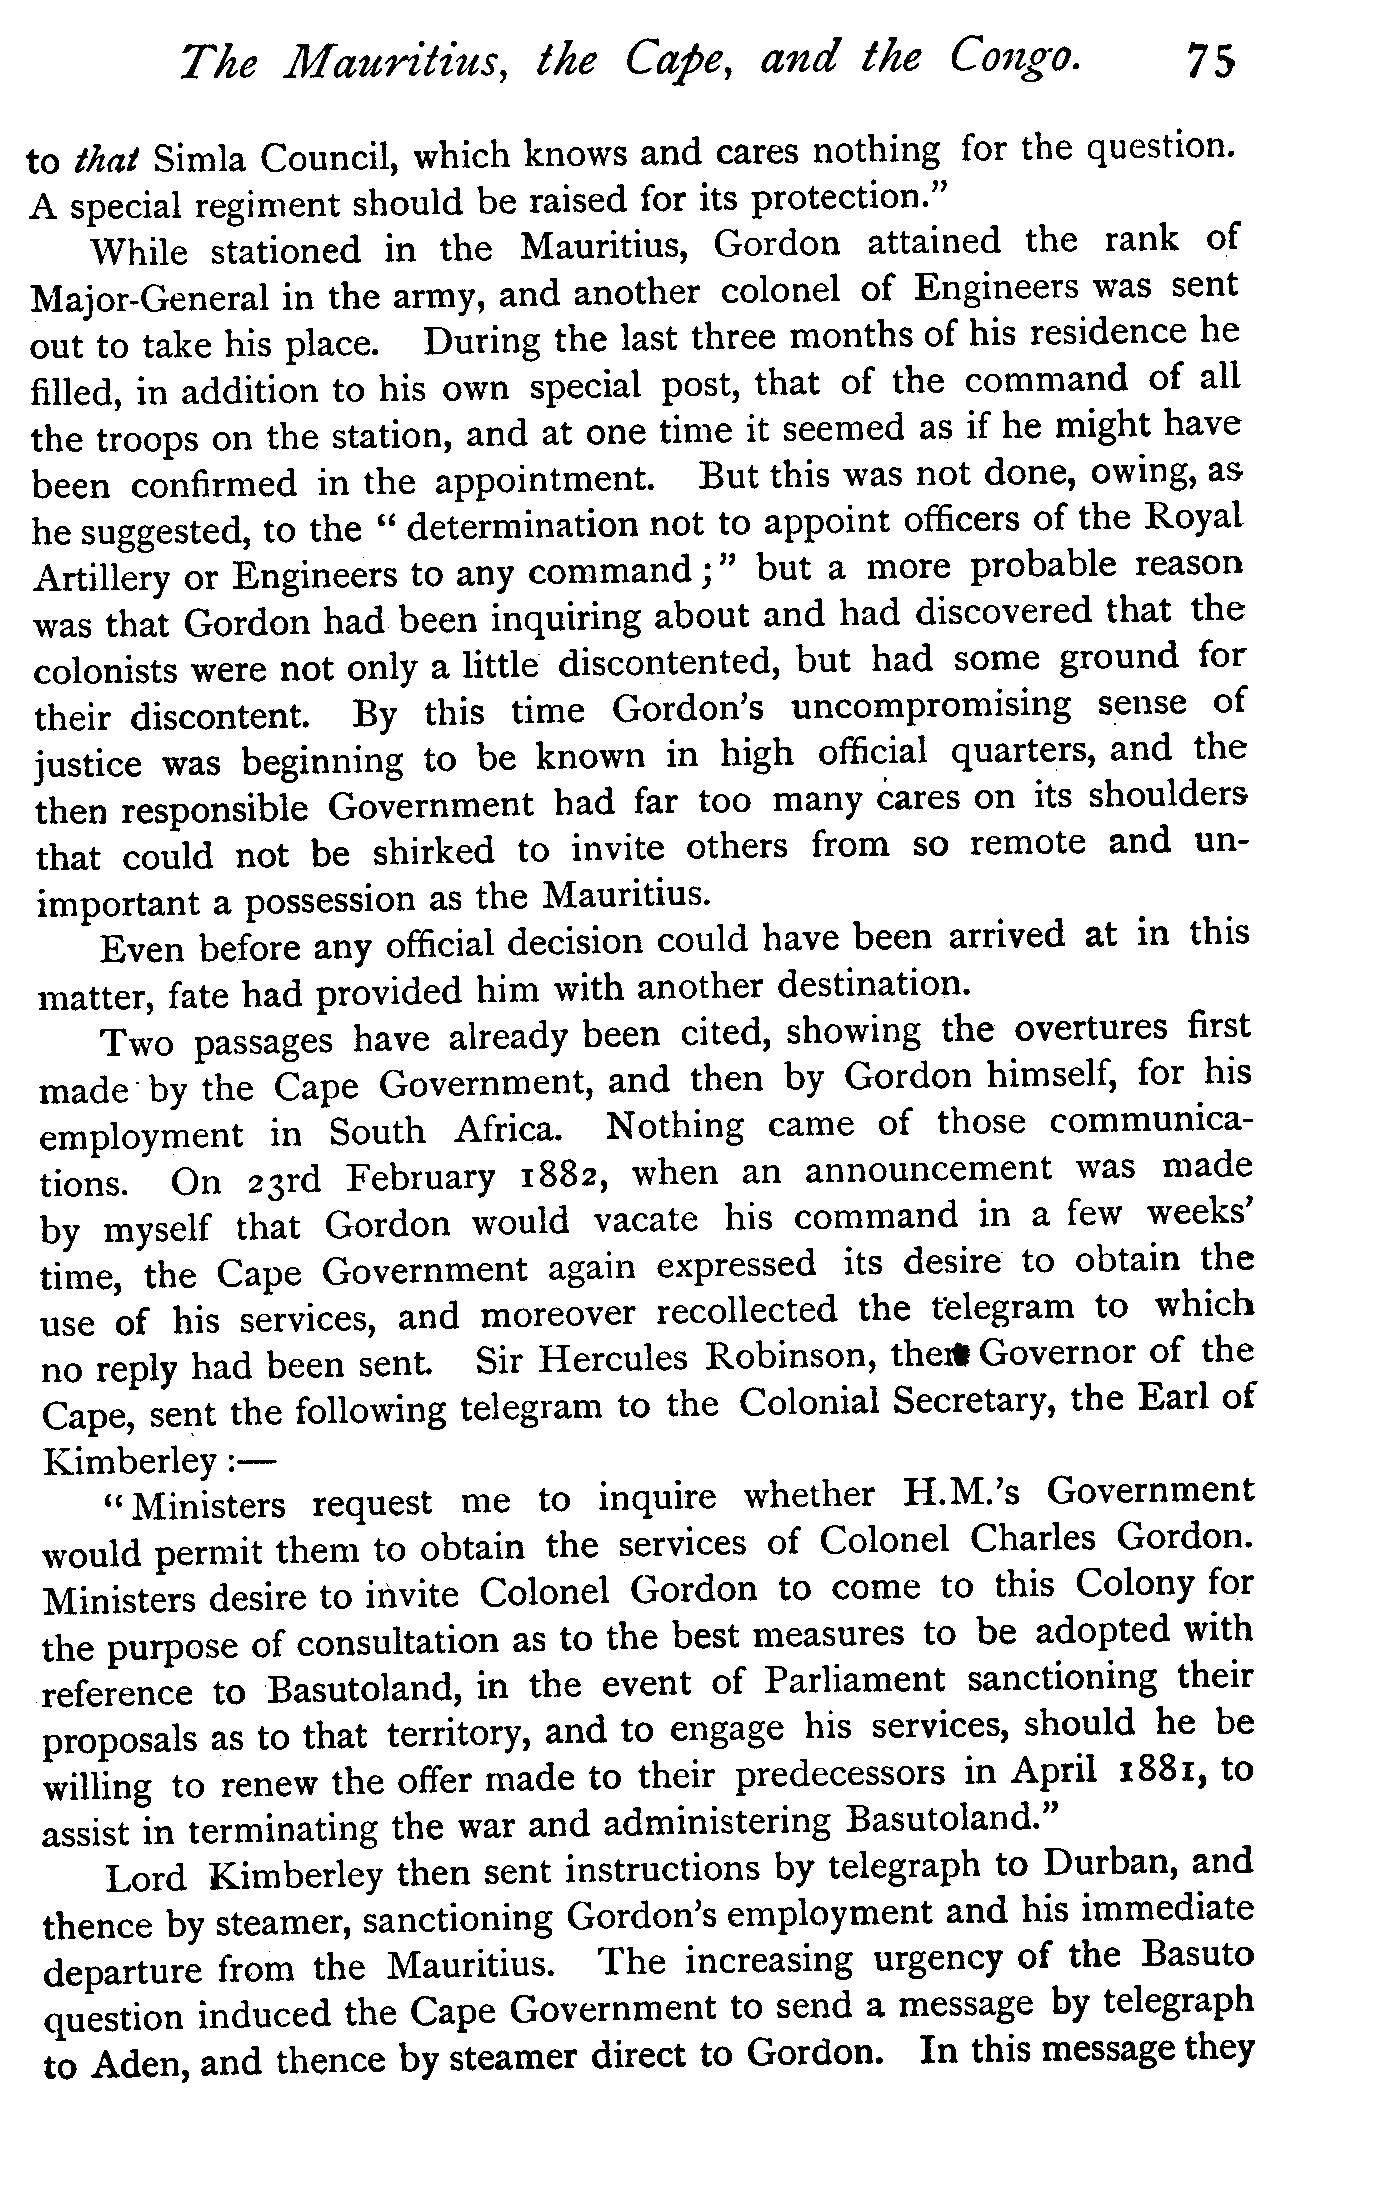 The Mauritius, the Cape, and the Congo. 75
to that Simla Council, which knows and cares nothing for the question.
A special regiment should be raised for its protection.”
While stationed in the Mauritius, Gordon attained the rank of
Major-General in the army, and another colonel of Engineers was sent
out to take his place. During the last three months of his residence he
filled, in addition to his own special post, that of the command of all
the troops on the station, and at one time it seemed as if he might have
been confirmed in the appointment. But this was not done, owing, as
he suggested, to the “ determination not to appoint officers of the Royal
Artillery or Engineers to any command ;” but a more probable reason
was that Gordon had been inquiring about and had discovered that the
colonists were not only a little discontented, but had some ground for
their discontent. By this time Gordon’s uncompromising sense of
justice was beginning to be known in high official quarters, and the
then responsible Government had far too many cares on its shoulders
that could not be shirked to invite others from so remote and un-
important a possession as the Mauritius.
Even before any official decision could have been arrived at in this
matter, fate had provided him with another destination.
Two passages have already been cited, showing the overtures first
made by the Cape Government, and then by Gordon himself, for his
employment in South Africa. Nothing came of those communica-
tions. On 23rd February 1882, when an announcement was made
by myself that Gordon would vacate his command in a few weeks’
time, the Cape Government again expressed its desire to obtain the
use of his services, and moreover recollected the telegram to which
no reply had been sent. Sir Hercules Robinson, then Governor of the
Cape, sent the following telegram to the Colonial Secretary, the Earl of
Kimberley :—
“ Ministers request me to inquire whether H.M.’s Government
would permit them to obtain the services of Colonel Charles Gordon.
Ministers desire to invite Colonel Gordon to come to this Colony for
the purpose of consultation as to the best measures to be adopted with
reference to Basutoland, in the event of Parliament sanctioning their
proposals as to that territory, and to engage his services, should he be
willing to renew the offer made to their predecessors in April 1881, to
assist in terminating the war and administering Basutoland.”
Lord Kimberley then sent instructions by telegraph to Durban, and
thence by steamer, sanctioning Gordon’s employment and his immediate
departure from the Mauritius. The increasing urgency of the Basuto
question induced the Cape Government to send a message by telegraph
to Aden, and thence by steamer direct to Gordon. In this message they